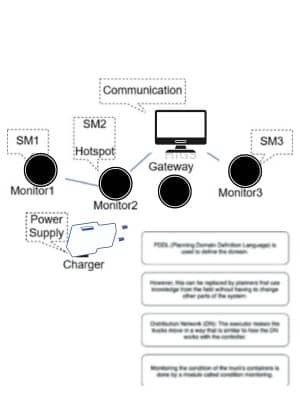 Communication
SM2
Hotspot
SM1
SM3
Monitor1
Monitor2
Gateway
Monitor3
Power
Supply
Charger
PDDL (Planning Domain Definition Language) is
used to define the domain.
However, this can be replaced by planners that use
knowledge from the field without having to change
other parts of the system.
Distribution Network (DN): The executor makes the
trucks move in a way that is similar to how the DN
works with the controller.
Monitoring the condition of the truck's containers is
done by a module called condition monitoring.